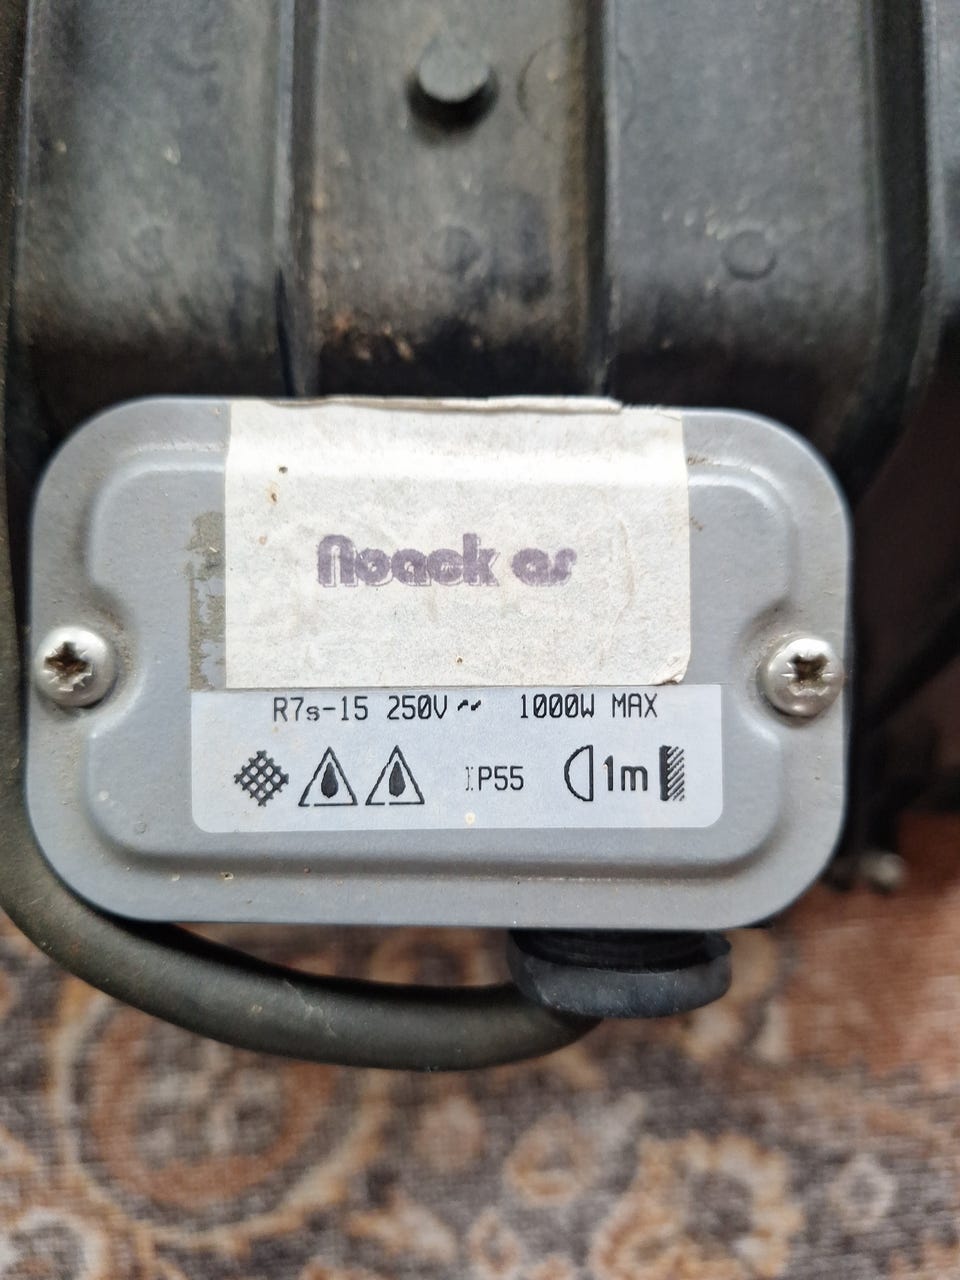 Noack as
R7s-15 250V~ 1000W MAX
IP55 1m